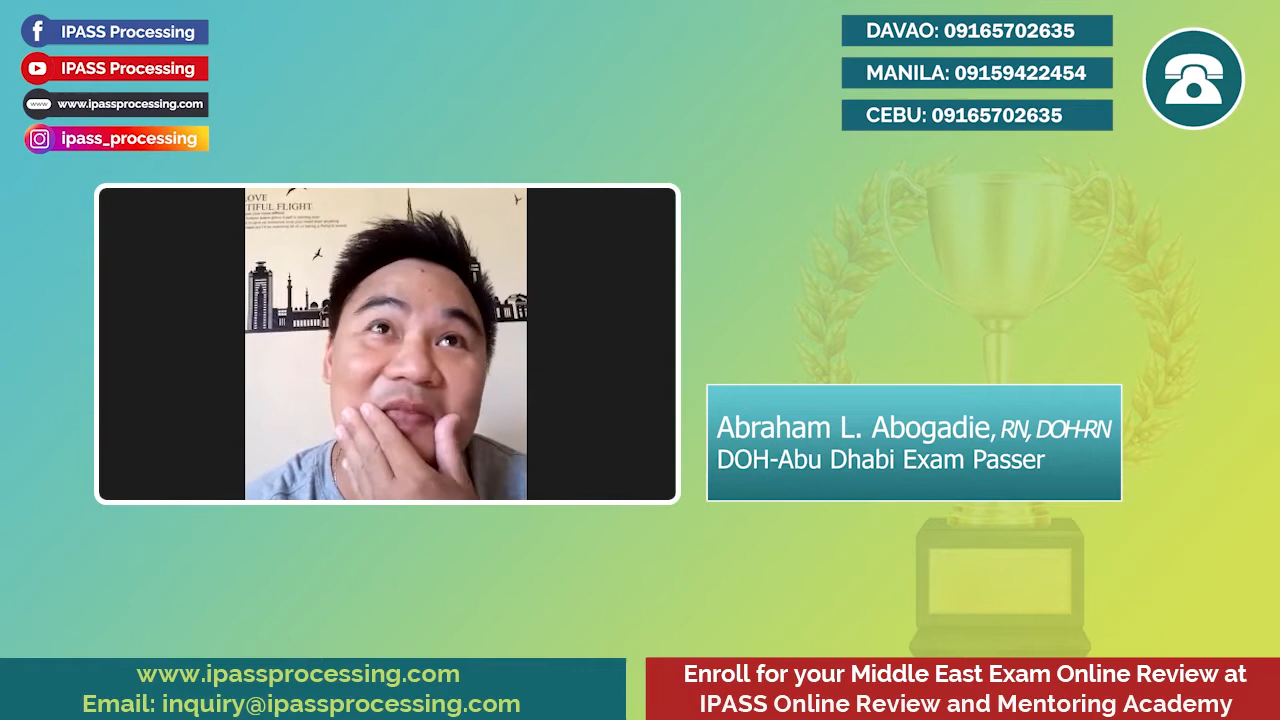 IPASS Processing
IPASS Processing
www
www.ipassprocessing.com
ipass_processing
DAVAO: 09165702635
MANILA: 09159422454
CEBU: 09165702635
OVE
TIFUL FLIGHT
Abraham L. Abogadie, RN, DOH-RN
DOH-Abu Dhabi Exam Passer
www.ipassprocessing.com
Email: inquiry@ipassprocessing.com
Enroll for your Middle East Exam Online Review at
IPASS Online Review and Mentoring Academy